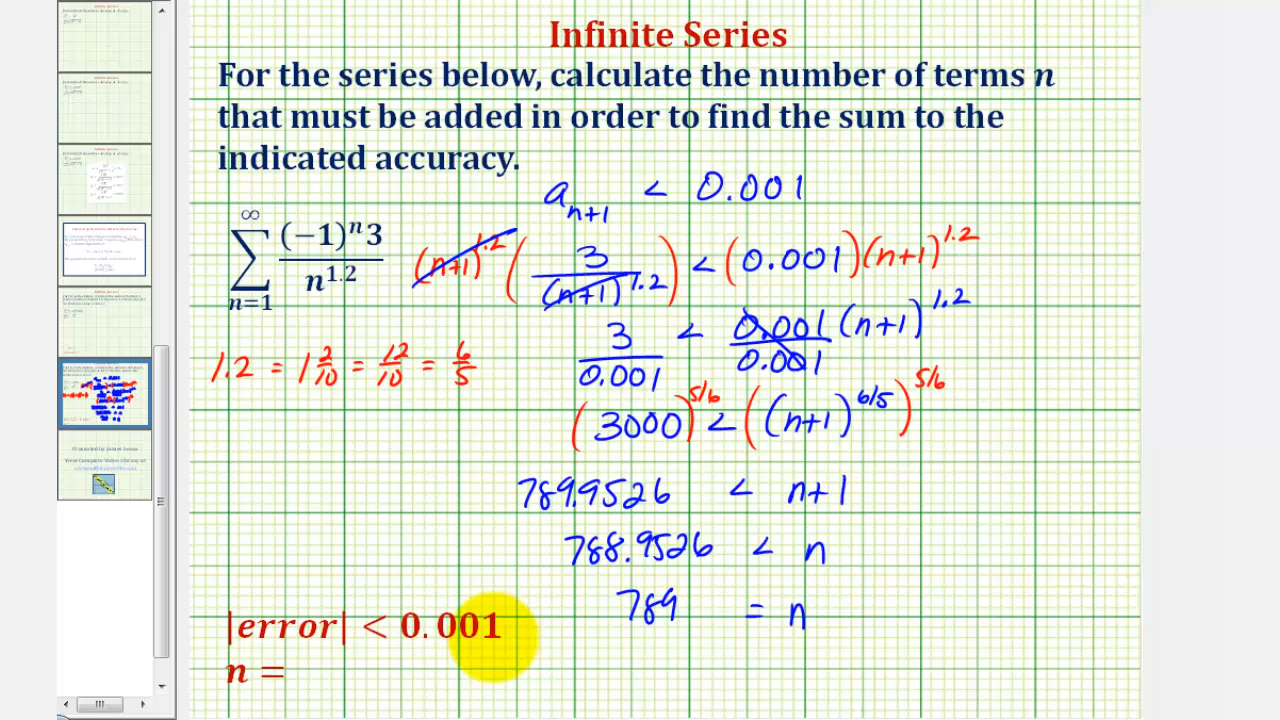 Infinite Series
For the series below, calculate the number of terms n
that must be added in order to find the sum to the
indicated accuracy.
a_{n+1} < 0.001
∑_{n=1}^{∞} (-1)^n 3 / n^{1.2}
(n+1)^{1.2} ( 3 / (n+1)^{1.2} ) < (0.001)(n+1)^{1.2}
3 / 0.001 < 0.001 (n+1)^{1.2} / 0.001
1.2 = 1 2/10 = 12/10 = 6/5
(3000)^{5/6} < ((n+1)^{6/5})^{5/6}
789.9526 < n+1
788.9526 < n
789 = n
|error| < 0.001
n =